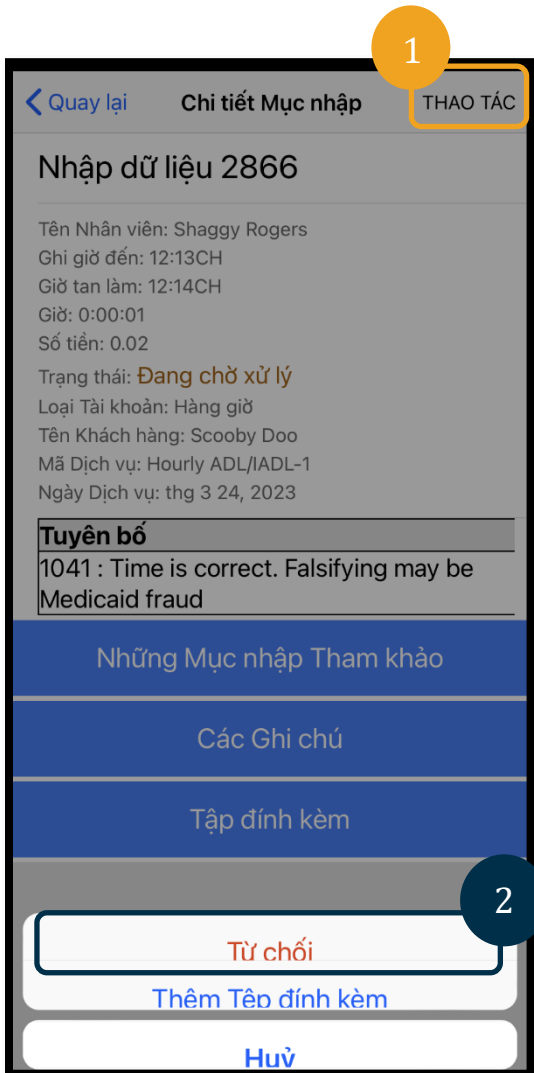 1
Quay lại Chi tiết Mục nhập THAO TÁC
Nhập dữ liệu 2866
Tên Nhân viên: Shaggy Rogers
Ghi giờ đến: 12:13CH
Giờ tan làm: 12:14CH
Giờ: 0:00:01
Số tiền: 0.02
Trạng thái: Đang chờ xử lý
Loại Tài khoản: Hàng giờ
Tên Khách hàng: Scooby Doo
Mã Dịch vụ: Hourly ADL/IADL-1
Ngày Dịch vụ: thg 3 24, 2023
Tuyên bố
1041 : Time is correct. Falsifying may be
Medicaid fraud
Những Mục nhập Tham khảo
Các Ghi chú
Tập đính kèm
2
Từ chối
Thêm Tệp đính kèm
Huỷ